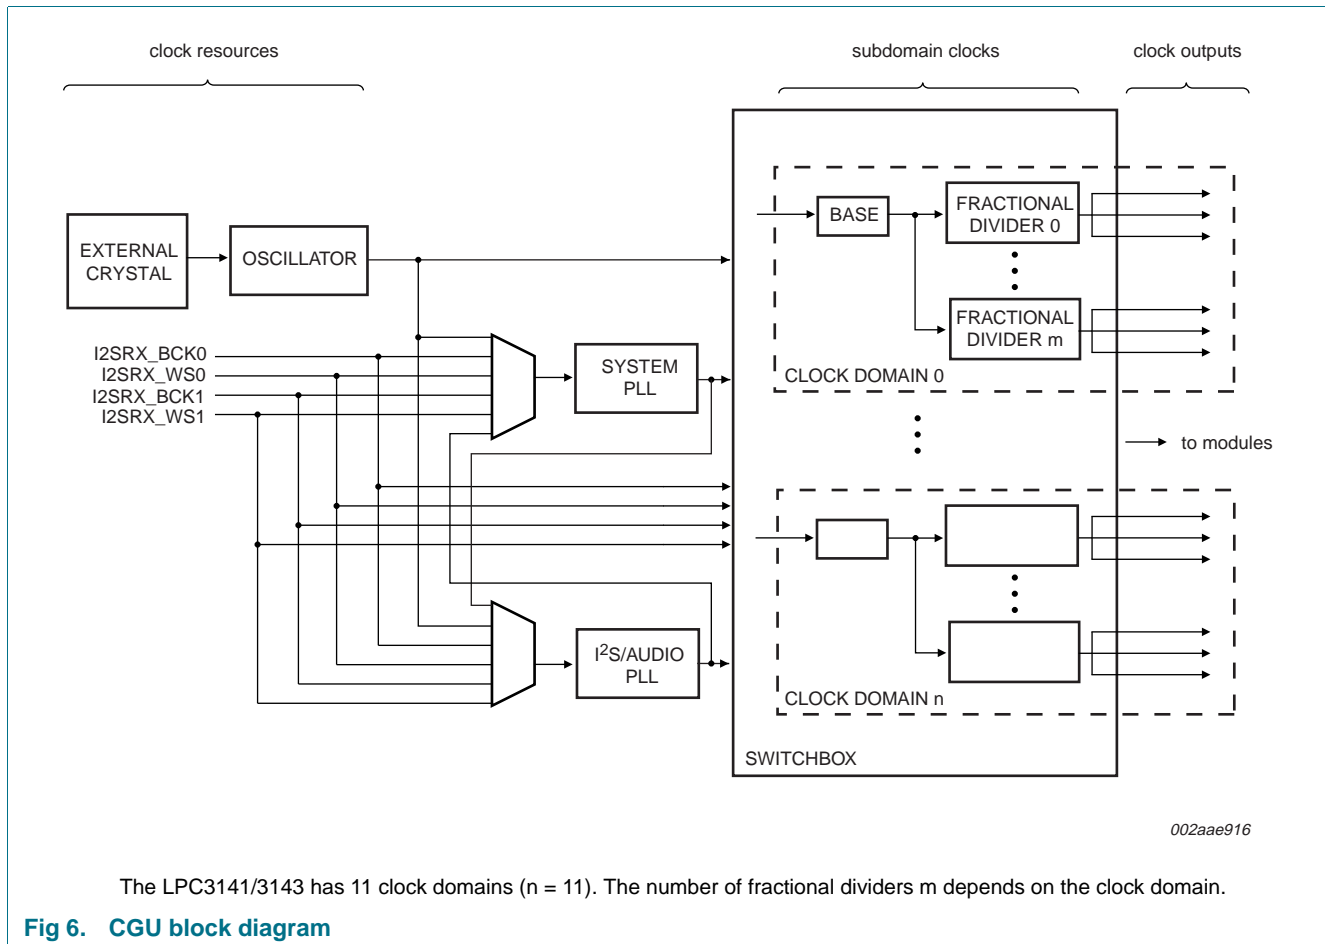 clock resources
subdomain clocks
clock outputs
EXTERNAL
CRYSTAL
OSCILLATOR
BASE
FRACTIONAL
DIVIDER 0
FRACTIONAL
DIVIDER m
CLOCK DOMAIN 0
I2SRX_BCK0
I2SRX_WS0
I2SRX_BCK1
I2SRX_WS1
SYSTEM
PLL
to modules
I²S/AUDIO
PLL
CLOCK DOMAIN n
SWITCHBOX
002aae916
The LPC3141/3143 has 11 clock domains (n = 11). The number of fractional dividers m depends on the clock domain.
Fig 6. CGU block diagram